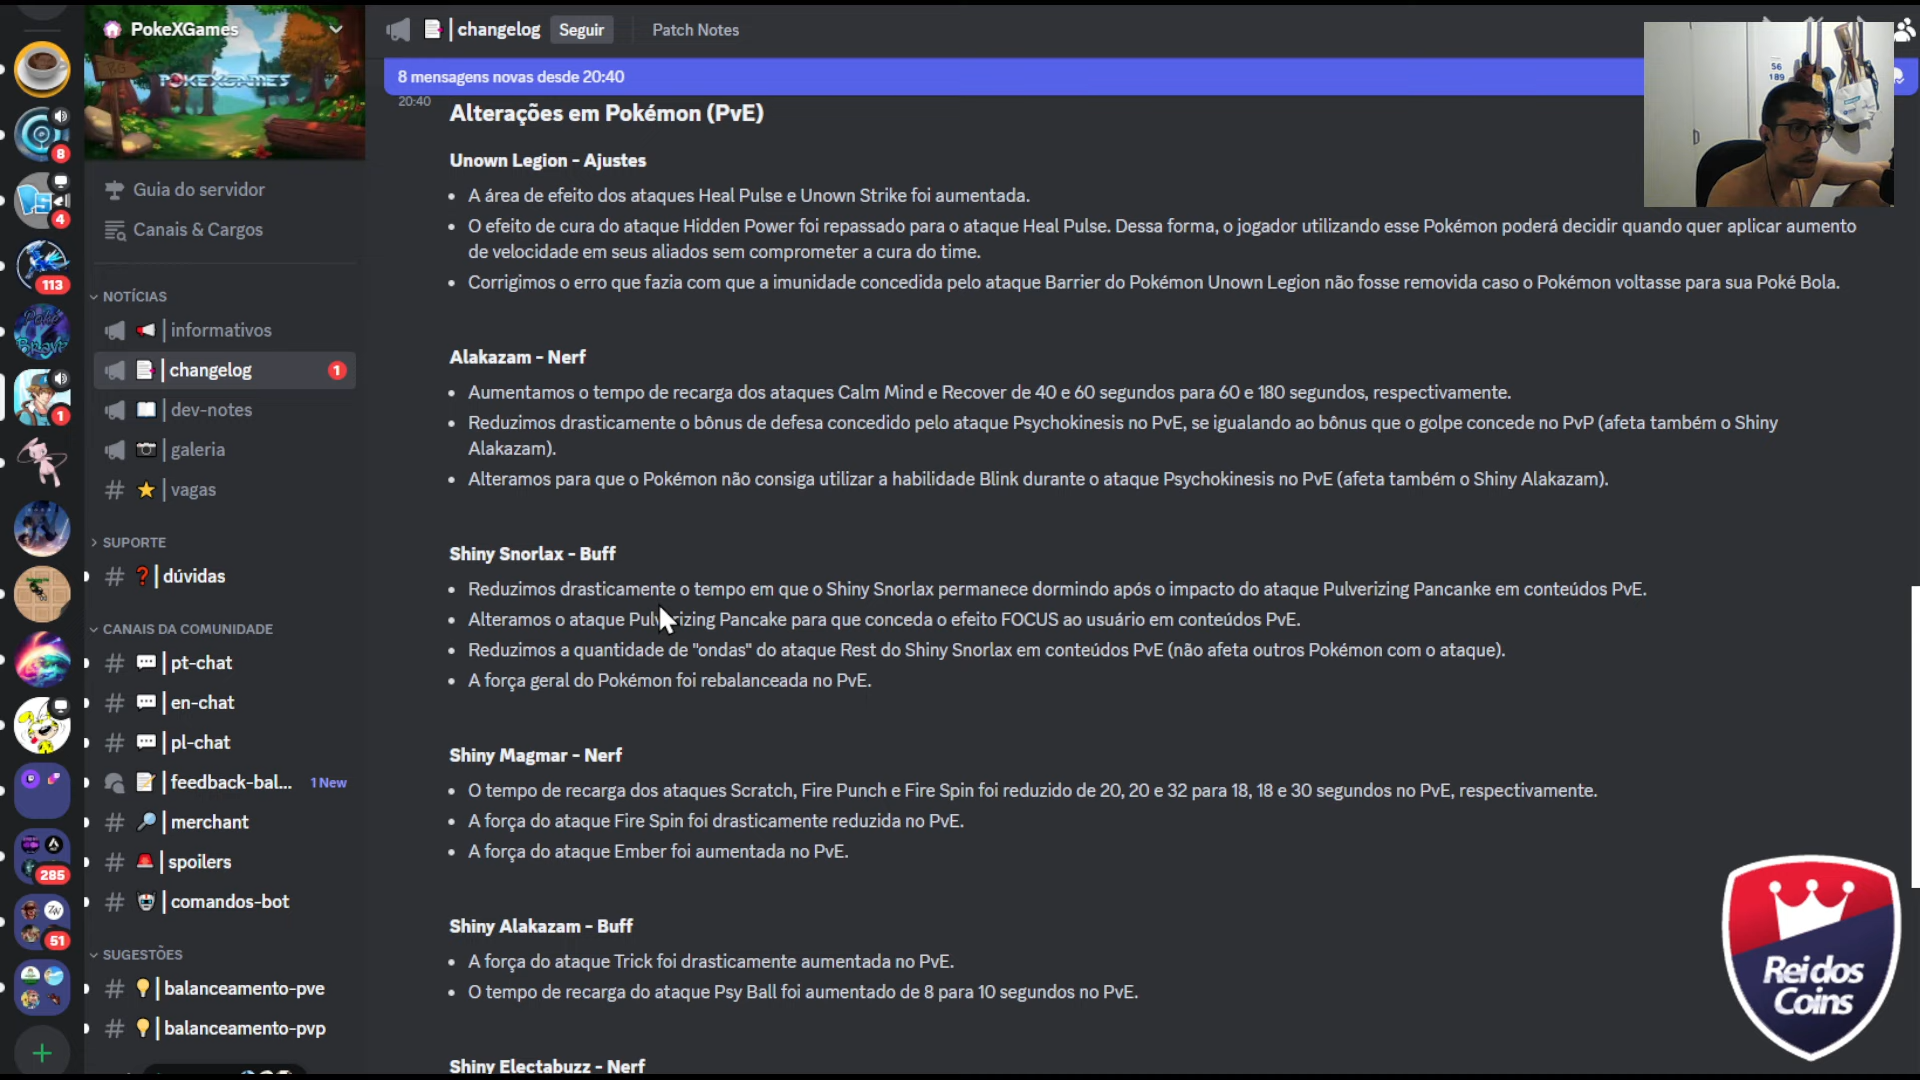 PokeXGames
POKEXGAMES
Guia do servidor
Canais & Cargos
NOTÍCIAS
informativos
changelog
1
dev-notes
galeria
vagas
SUPORTE
dúvidas
CANAIS DA COMUNIDADE
pt-chat
en-chat
pl-chat
feedback-bal... 1 New
merchant
spoilers
comandos-bot
SUGESTÕES
balanceamento-pve
balanceamento-pvp
8
4
113
1
285
51
changelog Seguir Patch Notes
8 mensagens novas desde 20:40
20:40
Alterações em Pokémon (PvE)
Unown Legion - Ajustes
• A área de efeito dos ataques Heal Pulse e Unown Strike foi aumentada.
• O efeito de cura do ataque Hidden Power foi repassado para o ataque Heal Pulse. Dessa forma, o jogador utilizando esse Pokémon poderá decidir quando quer aplicar aumento
de velocidade em seus aliados sem comprometer a cura do time.
• Corrigimos o erro que fazia com que a imunidade concedida pelo ataque Barrier do Pokémon Unown Legion não fosse removida caso o Pokémon voltasse para sua Poké Bola.
Alakazam - Nerf
• Aumentamos o tempo de recarga dos ataques Calm Mind e Recover de 40 e 60 segundos para 60 e 180 segundos, respectivamente.
• Reduzimos drasticamente o bônus de defesa concedido pelo ataque Psychokinesis no PvE, se igualando ao bônus que o golpe concede no PvP (afeta também o Shiny
Alakazam).
• Alteramos para que o Pokémon não consiga utilizar a habilidade Blink durante o ataque Psychokinesis no PvE (afeta também o Shiny Alakazam).
Shiny Snorlax - Buff
• Reduzimos drasticamente o tempo em que o Shiny Snorlax permanece dormindo após o impacto do ataque Pulverizing Pancanke em conteúdos PvE.
• Alteramos o ataque Pulverizing Pancake para que conceda o efeito FOCUS ao usuário em conteúdos PvE.
• Reduzimos a quantidade de "ondas" do ataque Rest do Shiny Snorlax em conteúdos PvE (não afeta outros Pokémon com o ataque).
• A força geral do Pokémon foi rebalanceada no PvE.
Shiny Magmar - Nerf
• O tempo de recarga dos ataques Scratch, Fire Punch e Fire Spin foi reduzido de 20, 20 e 32 para 18, 18 e 30 segundos no PvE, respectivamente.
• A força do ataque Fire Spin foi drasticamente reduzida no PvE.
• A força do ataque Ember foi aumentada no PvE.
Shiny Alakazam - Buff
• A força do ataque Trick foi drasticamente aumentada no PvE.
• O tempo de recarga do ataque Psy Ball foi aumentado de 8 para 10 segundos no PvE.
Shiny Electabuzz - Nerf
56
189
Rei dos
Coins